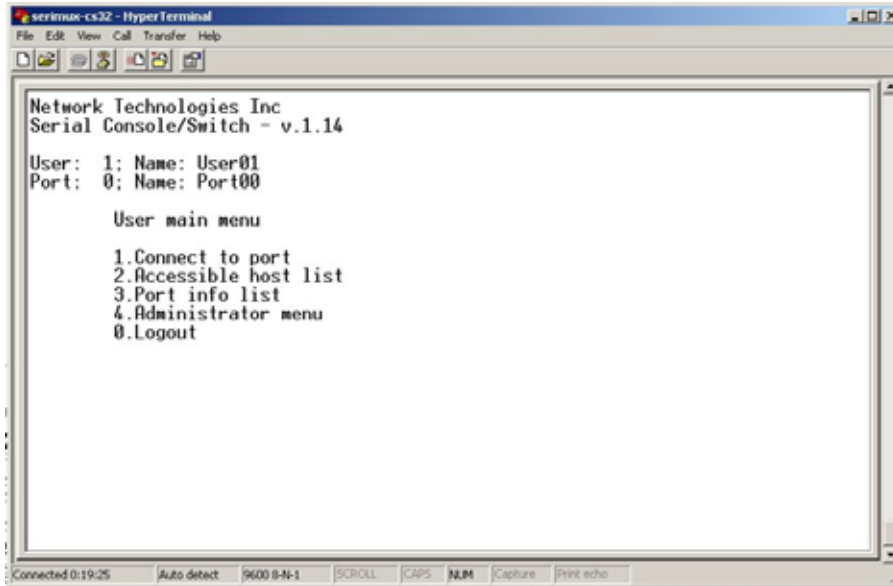 serimux-cs32 - HyperTerminal
File Edit View Call Transfer Help
Network Technologies Inc
Serial Console/Switch - v.1.14
User: 1; Name: User01
Port: 0; Name: Port00
User main menu
1.Connect to port
2.Accessible host list
3.Port info list
4.Administrator menu
0.Logout
Connected 0:19:25 Auto detect 9600 8-N-1 SCROLL CAPS NUM Capture Print echo